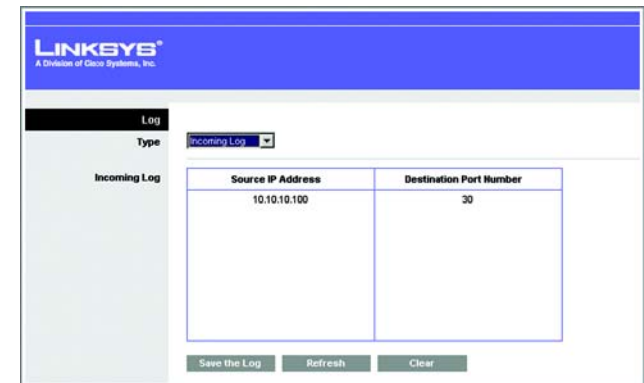 LINKSYS®
A Division of Cisco Systems, Inc.
Log
Type
Incoming Log
Incoming Log
Source IP Address Destination Port Number
10.10.10.100 30
Save the Log Refresh Clear